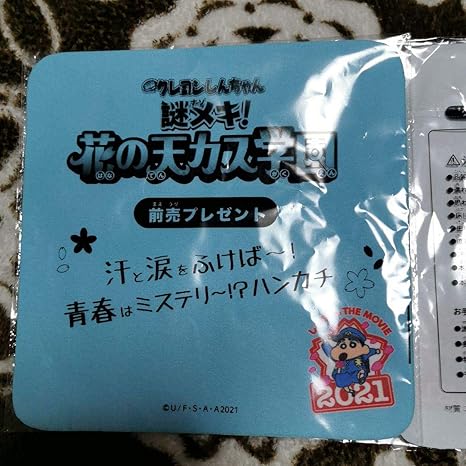 クレヨンしんちゃん
謎メキ！
花の天カス学園
前売プレゼント
汗と涙をふけば〜！
青春はミステリ〜!?ハンカチ
THE MOVIE
2021
©U/F・S・A・A2021